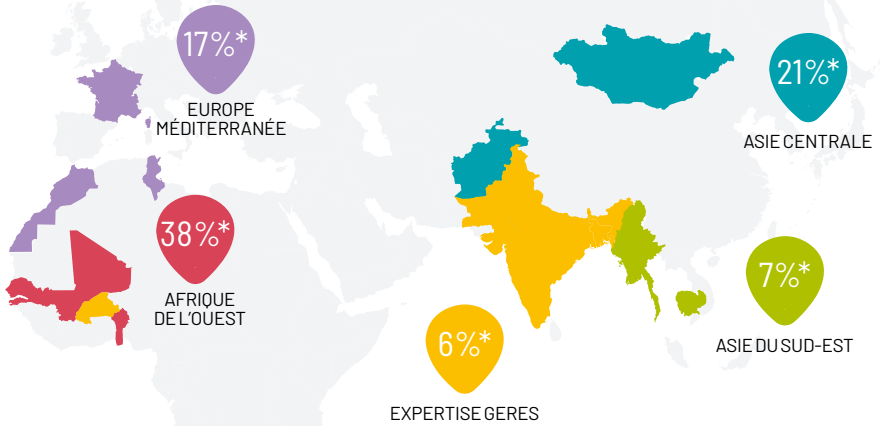 17%*
EUROPE
MÉDITERRANÉE
21%*
ASIE CENTRALE
38%*
AFRIQUE
DE L'OUEST
7%*
ASIE DU SUD-EST
6%*
EXPERTISE GERES